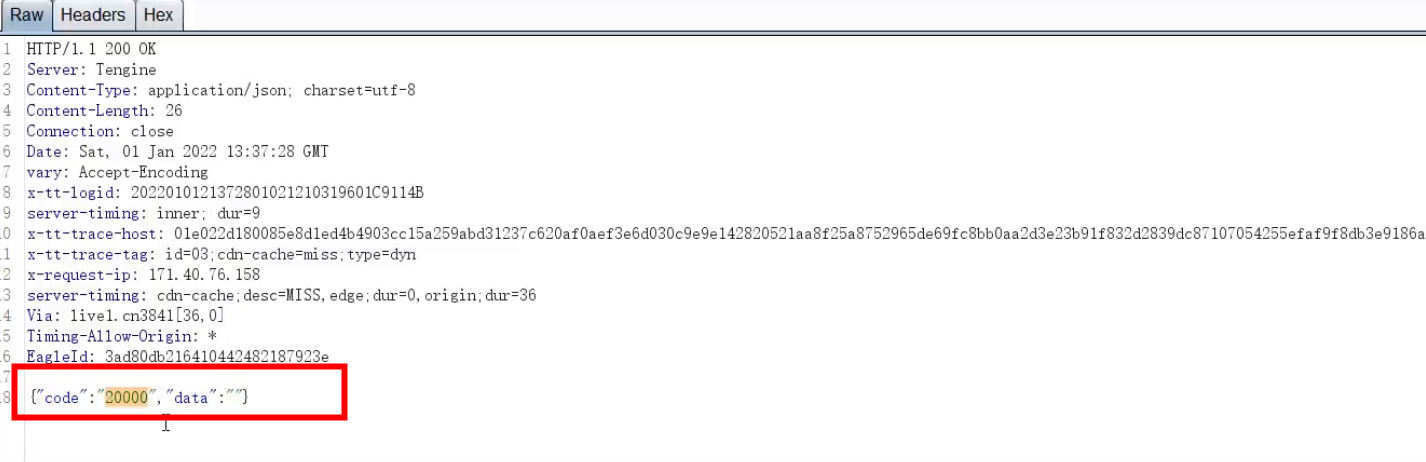 Raw Headers Hex
1 HTTP/1.1 200 OK
2 Server: Tengine
3 Content-Type: application/json; charset=utf-8
4 Content-Length: 26
5 Connection: close
6 Date: Sat, 01 Jan 2022 13:37:28 GMT
7 vary: Accept-Encoding
8 x-tt-logid: 20220101213728010212103196​01C9114B
9 server-timing: inner; dur=9
10 x-tt-trace-host: 01e022d180085e8d1ed4b4903cc15a259abd31237c620af0aef3e6d030c9e9e142820521aa8f25a8752965de69fc8bb0aa2d3e23b91f832d2839dc87107054255efaf9f8db3e9186a
11 x-tt-trace-tag: id=03;cdn-cache=miss;type=dyn
12 x-request-ip: 171.40.76.158
13 server-timing: cdn-cache;desc=MISS,edge;dur=0,origin;dur=36
14 Via: live1.cn3841[36,0]
15 Timing-Allow-Origin: *
16 EagleId: 3ad80db216410442482187923e
17
18 {"code":"20000","data":""}